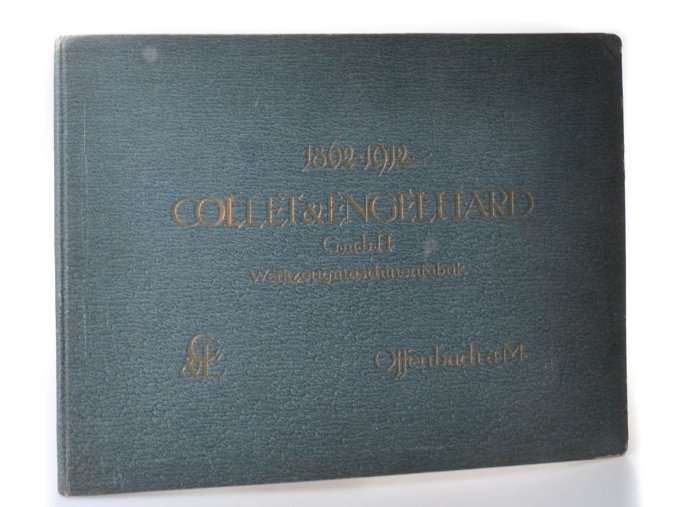 1862-1912
COLLET & ENGELHARD
G.m.b.H.
Werkzeugmaschinenfabrik
C&E
Offenbach a/M.